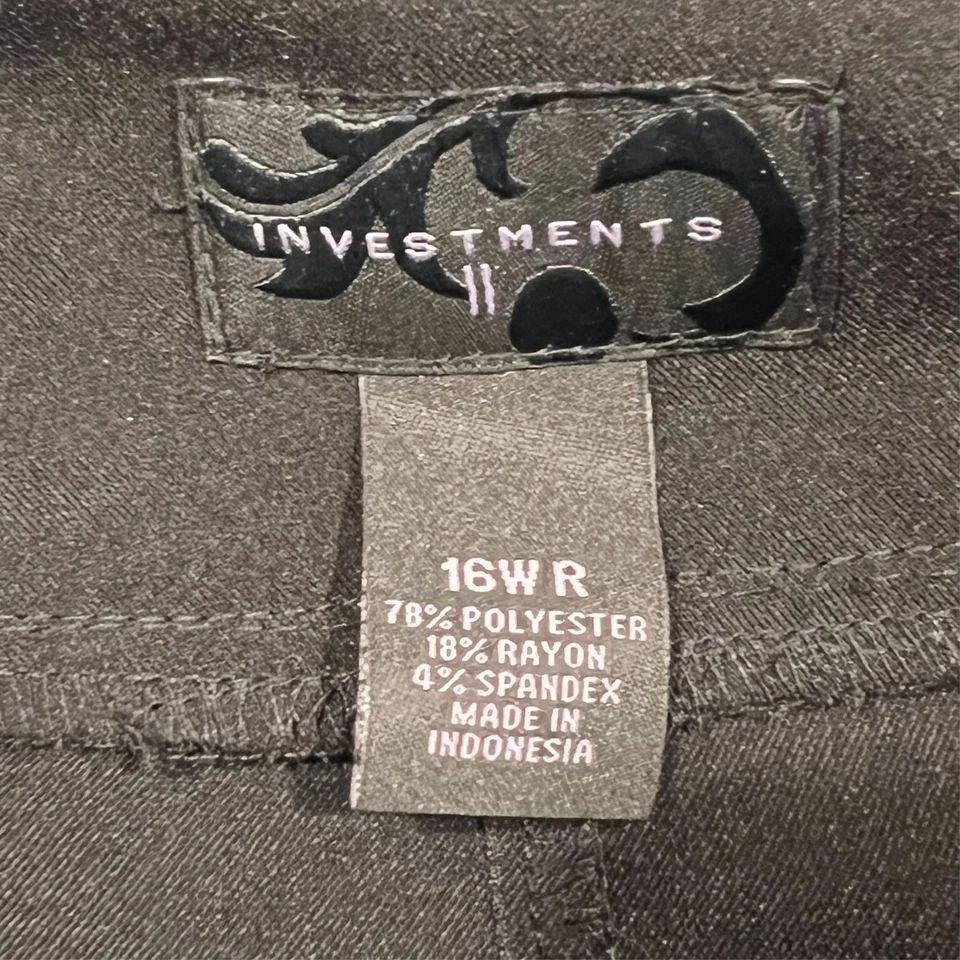 INVESTMENTS
II
16W R
78% POLYESTER
18% RAYON
4% SPANDEX
MADE IN
INDONESIA